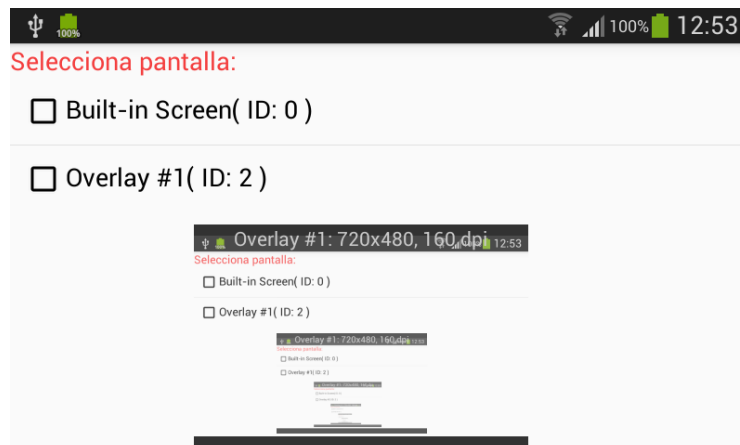 100%
100% 12:53
Selecciona pantalla:
Built-in Screen( ID: 0 )
Overlay #1( ID: 2 )
Overlay #1: 720x480, 160 dpi
12:53
Selecciona pantalla:
Built-in Screen( ID: 0 )
Overlay #1( ID: 2 )
Overlay #1: 720x480, 160 dpi
Selecciona pantalla:
Built-in Screen( ID: 0 )
Overlay #1( ID: 2 )